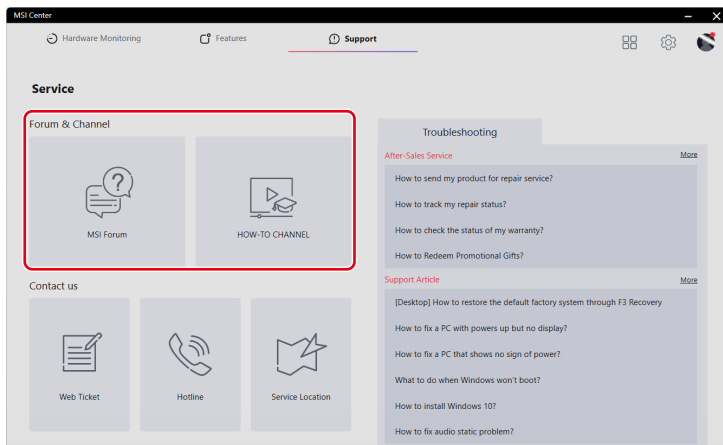 MSI Center
Hardware Monitoring
Features
Support
Service
Forum & Channel
MSI Forum
HOW-TO CHANNEL
Contact us
Web Ticket
Hotline
Service Location
Troubleshooting
After-Sales Service
More
How to send my product for repair service?
How to track my repair status?
How to check the status of my warranty?
How to Redeem Promotional Gifts?
Support Article
More
[Desktop] How to restore the default factory system through F3 Recovery
How to fix a PC with powers up but no display?
How to fix a PC that shows no sign of power?
What to do when Windows won't boot?
How to install Windows 10?
How to fix audio static problem?